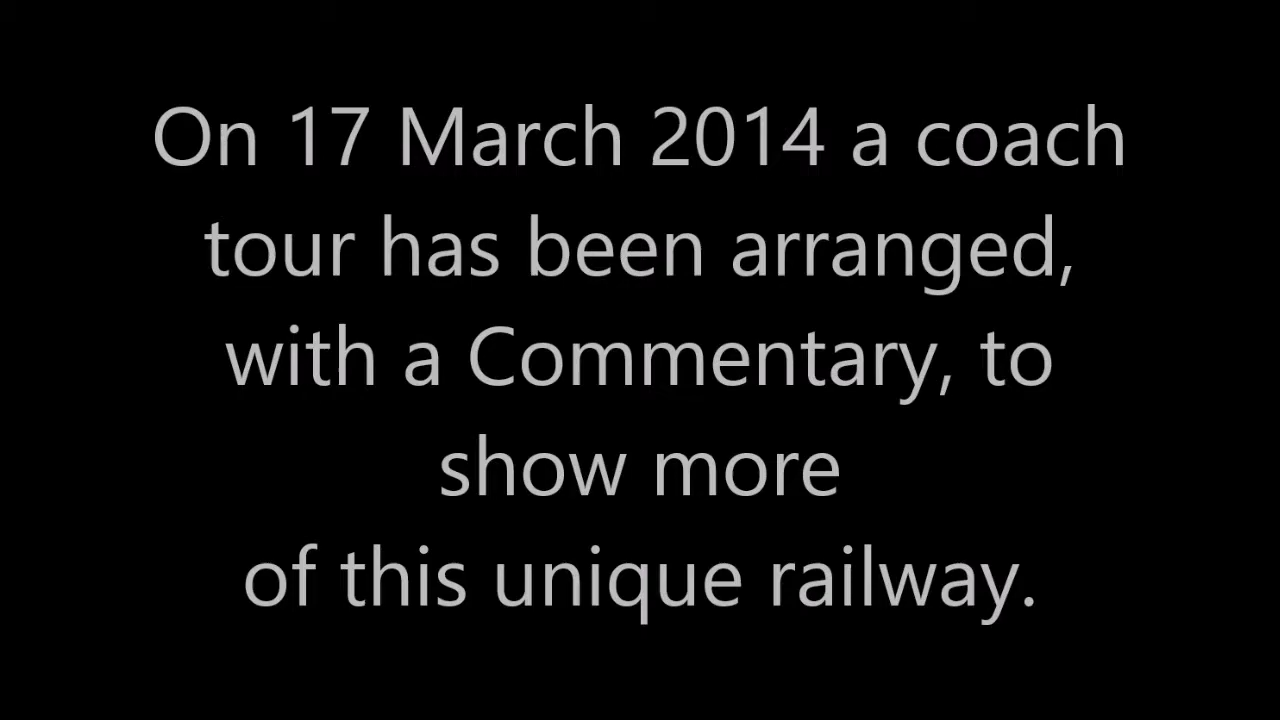 On 17 March 2014 a coach
tour has been arranged,
with a Commentary, to
show more
of this unique railway.